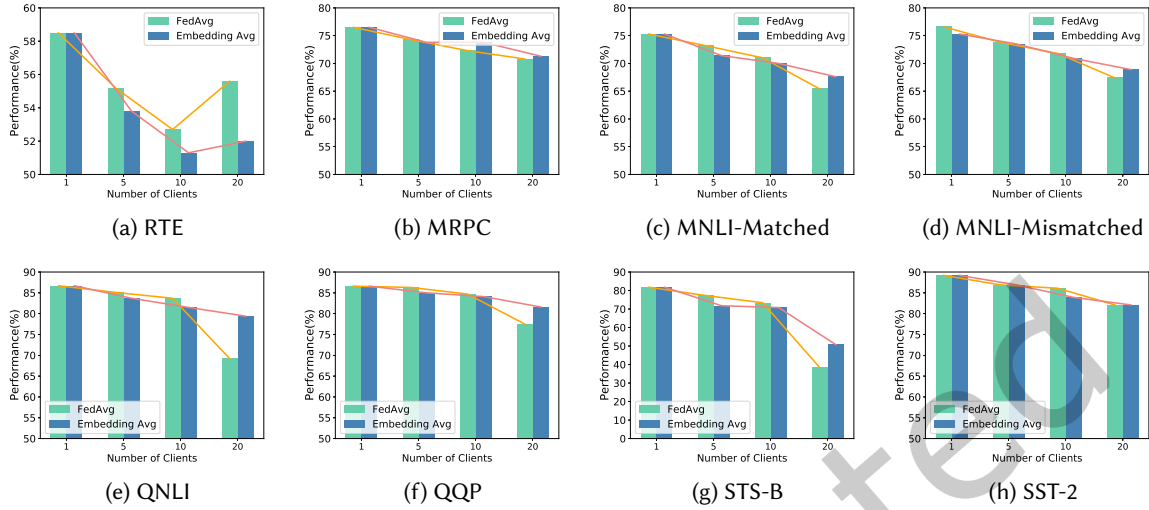 FedAvg
Embedding Avg
Performance(%)
80
75
70
65
60
55
50
1 5 10 20
Number of Clients
(b) MRPC
60
58
56
54
52
50
Performance(%)
FedAvg
Embedding Avg
1 5 10 20
Number of Clients
(a) RTE
80
75
70
65
60
55
50
Performance(%)
FedAvg
Embedding Avg
1 5 10 20
Number of Clients
(c) MNLI-Matched
80
75
70
65
60
55
50
Performance(%)
FedAvg
Embedding Avg
1 5 10 20
Number of Clients
(d) MNLI-Mismatched
90
85
80
75
70
65
60
55
50
Performance(%)
FedAvg
Embedding Avg
1 5 10 20
Number of Clients
(e) QNLI
90
85
80
75
70
65
60
55
50
Performance(%)
FedAvg
Embedding Avg
1 5 10 20
Number of Clients
(f) QQP
90
80
70
60
50
40
30
20
10
0
Performance(%)
FedAvg
Embedding Avg
1 5 10 20
Number of Clients
(g) STS-B
90
85
80
75
70
65
60
55
50
Performance(%)
FedAvg
Embedding Avg
1 5 10 20
Number of Clients
(h) SST-2
ted